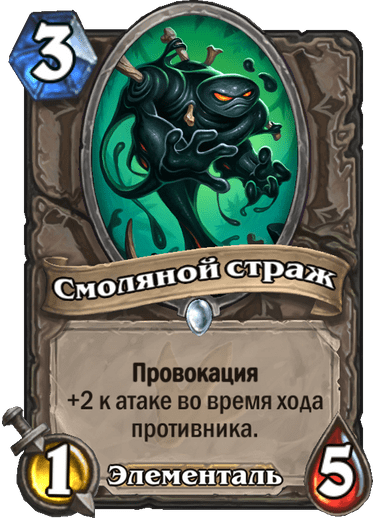 3
Смоляной страж
Провокация
+2 к атаке во время хода
противника.
1
Элементаль
5